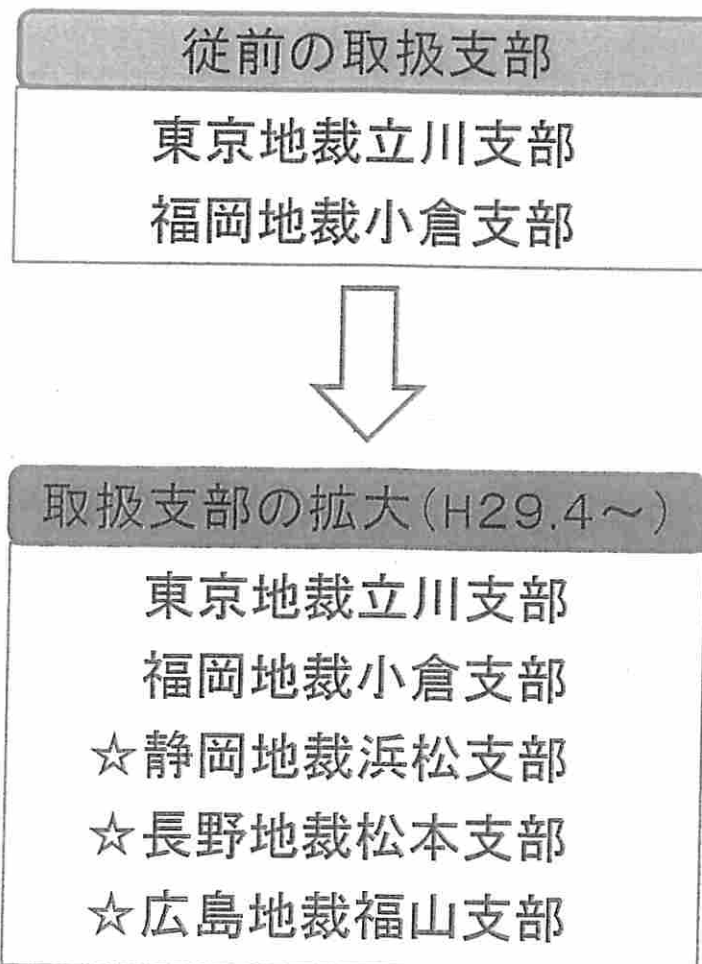 従前の取扱支部
東京地裁立川支部
福岡地裁小倉支部
取扱支部の拡大(H29.4~)
東京地裁立川支部
福岡地裁小倉支部
☆静岡地裁浜松支部
☆長野地裁松本支部
☆広島地裁福山支部